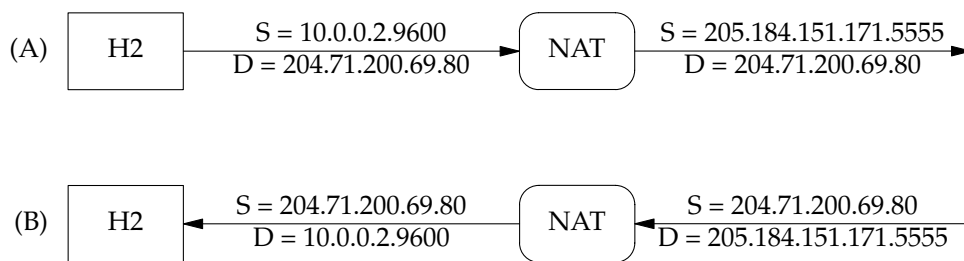 (A) H2 S = 10.0.0.2.9600 NAT S = 205.184.151.171.5555
D = 204.71.200.69.80 D = 204.71.200.69.80
(B) H2 S = 204.71.200.69.80 NAT S = 204.71.200.69.80
D = 10.0.0.2.9600 D = 205.184.151.171.5555